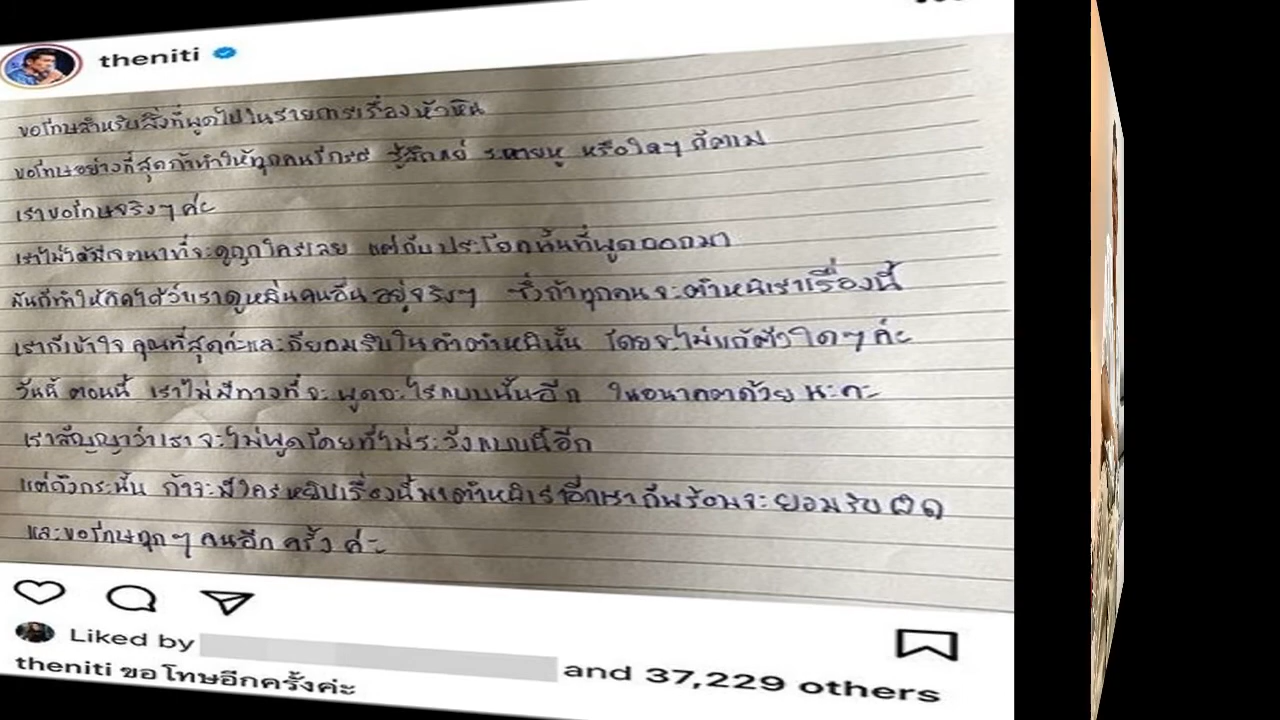 theniti
ขอโทษสำหรับสิ่งที่พูดไปในรายการเรื่องหัวหิน
ขอโทษอย่างที่สุดถ้าทำให้ทุกคนรู้สึกแย่ ระคายหู หรือใดๆ ก็ตาม
เราขอโทษจริงๆ ค่ะ
เราไม่ได้มีเจตนาที่จะดูถูกใครเลย แต่กับประโยคนั้นที่พูดออกมา
มันก็ทำให้คิดได้ว่าเราดูหมิ่นคนอื่นอยู่จริงๆ ซึ่งถ้าทุกคนจะตำหนิเราเรื่องนี้
เราก็เข้าใจคุณที่สุดค่ะและก็ยอมรับในคำตำหนินั้น โดยจะไม่แก้ตัวใดๆ ค่ะ
วันนี้ ตอนนี้ เราไม่มีทางที่จะพูดอะไรแบบนั้นอีก ในอนาคตด้วยนะคะ
เราสัญญาว่าเราจะไม่พูดโดยที่ไม่ระวังแบบนี้อีก
แต่ถึงกระนั้น ถ้าจะมีใครหยิบเรื่องนี้มาตำหนิเราอีกเราก็พร้อมจะยอมรับผิด
และขอโทษทุกๆ คนอีกครั้งค่ะ
Liked by and 37,229 others
theniti ขอโทษอีกครั้งค่ะ